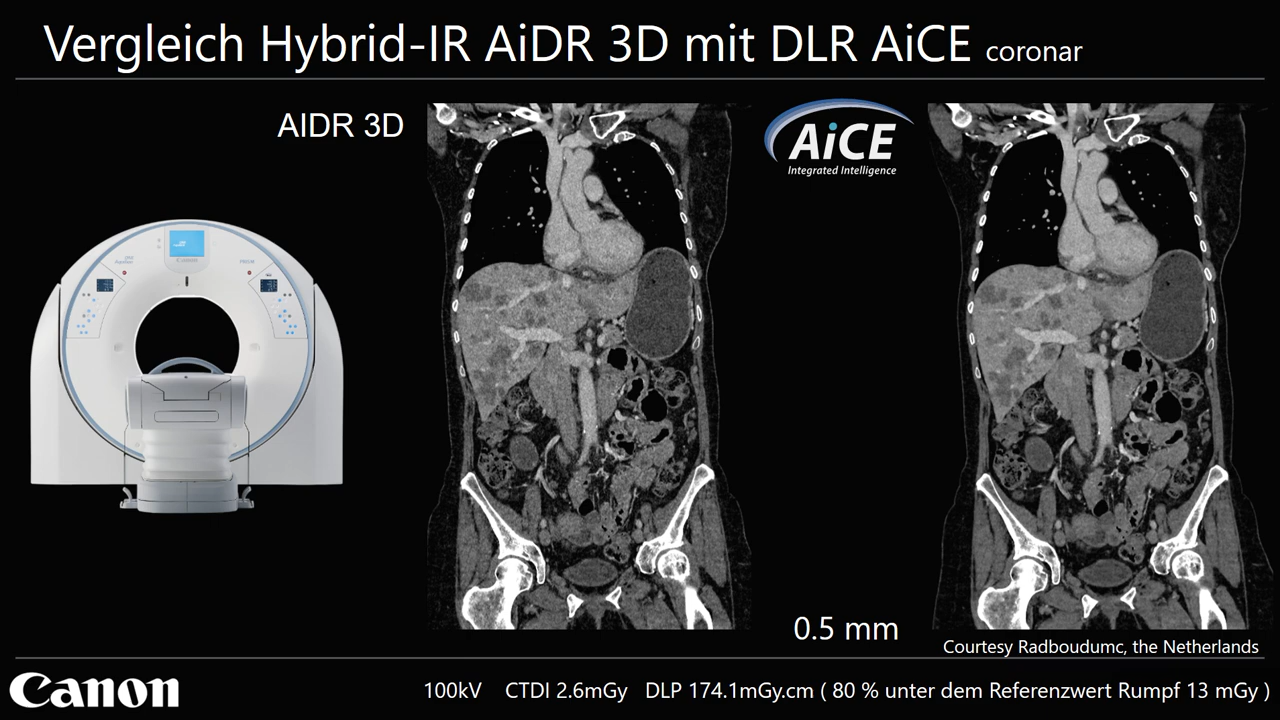 Vergleich Hybrid-IR AiDR 3D mit DLR AiCE coronar
AIDR 3D
AiCE
Integrated Intelligence
0.5 mm
Courtesy Radboudumc, the Netherlands
Canon
100kV CTDI 2.6mGy DLP 174.1mGy.cm ( 80 % unter dem Referenzwert Rumpf 13 mGy )